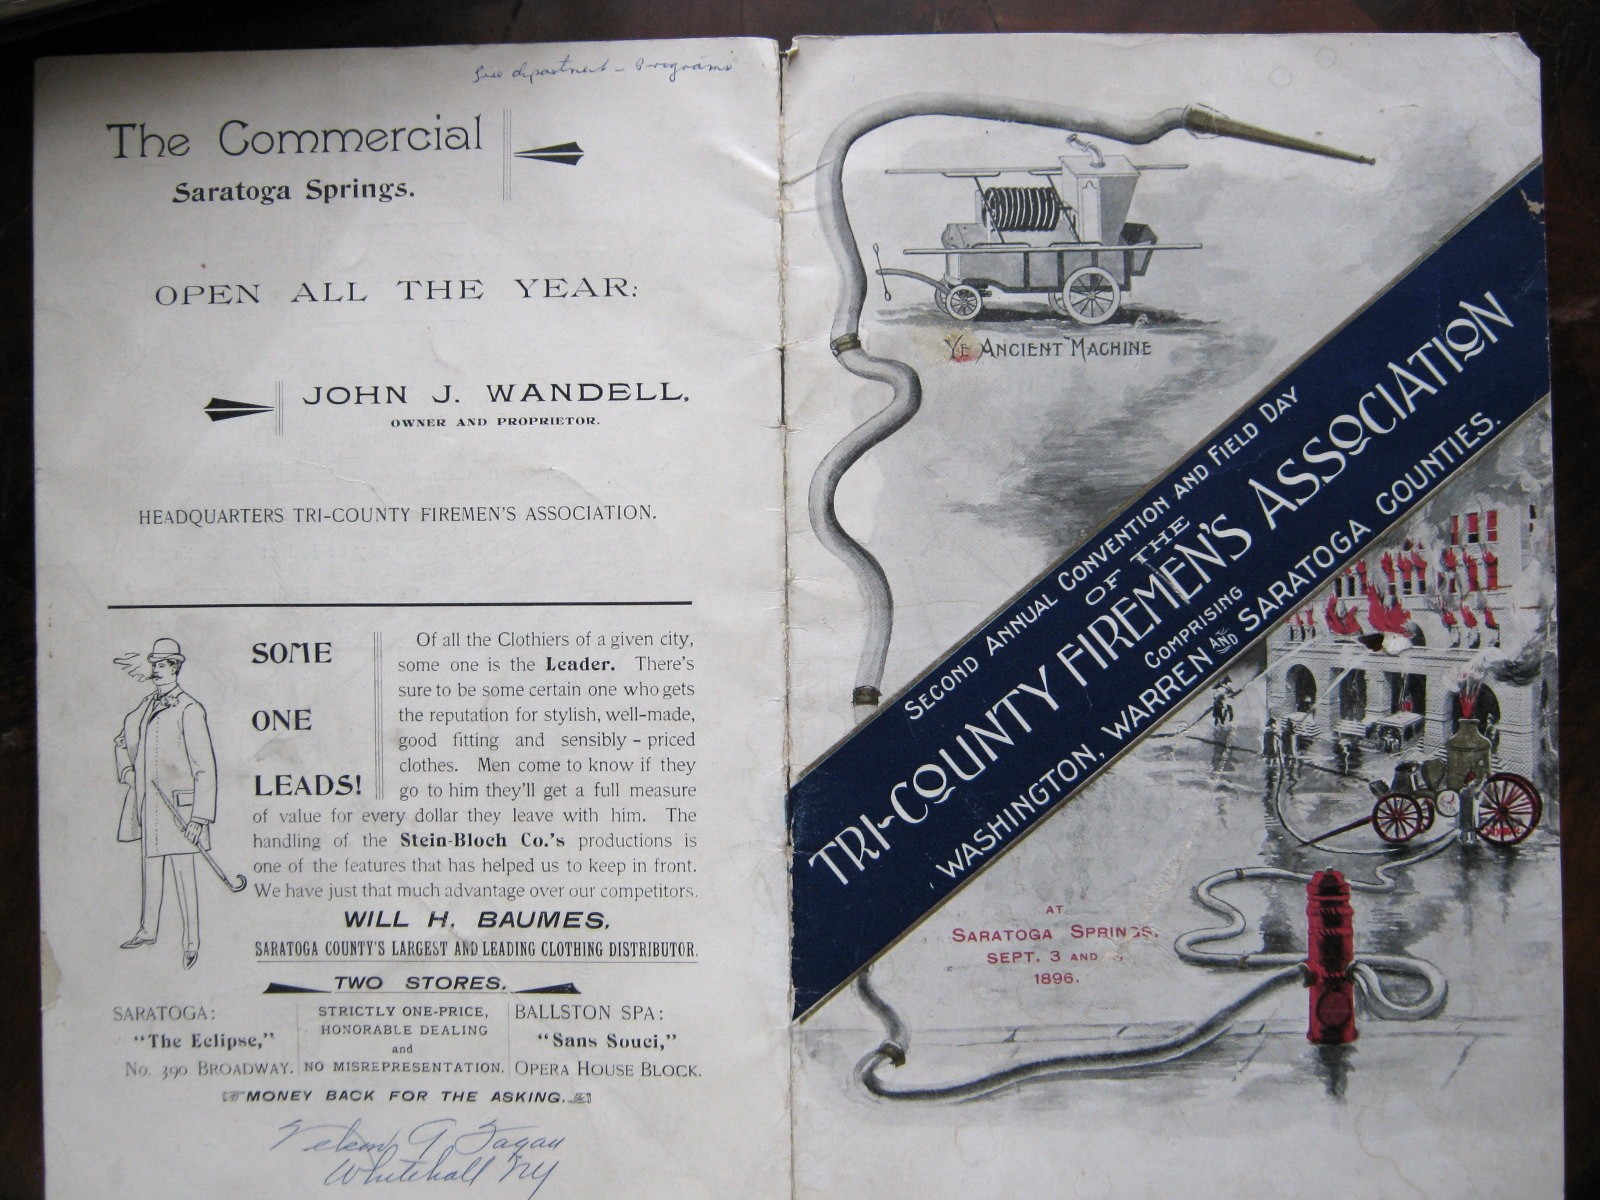 Fire department - Programs
The Commercial
Saratoga Springs.
OPEN ALL THE YEAR:
JOHN J. WANDELL,
OWNER AND PROPRIETOR.
HEADQUARTERS TRI-COUNTY FIREMEN'S ASSOCIATION.
SOME
ONE
LEADS!
Of all the Clothiers of a given city,
some one is the Leader. There's
sure to be some certain one who gets
the reputation for stylish, well-made,
good fitting and sensibly-priced
clothes. Men come to know if they
go to him they'll get a full measure
of value for every dollar they leave with him. The
handling of the Stein-Bloch Co.'s productions is
one of the features that has helped us to keep in front.
We have just that much advantage over our competitors.
WILL H. BAUMES,
SARATOGA COUNTY'S LARGEST AND LEADING CLOTHING DISTRIBUTOR.
TWO STORES.
SARATOGA:
"The Eclipse,"
No. 390 BROADWAY.
STRICTLY ONE-PRICE,
HONORABLE DEALING
and
NO MISREPRESENTATION.
BALLSTON SPA:
"Sans Souci,"
OPERA HOUSE BLOCK.
MONEY BACK FOR THE ASKING.
Whitehall NY
YE ANCIENT MACHINE
SECOND ANNUAL CONVENTION AND FIELD DAY
OF THE
TRI-COUNTY FIREMEN'S ASSOCIATION
COMPRISING
WASHINGTON, WARREN AND SARATOGA COUNTIES.
AT
SARATOGA SPRINGS.
SEPT. 3 AND
1896.